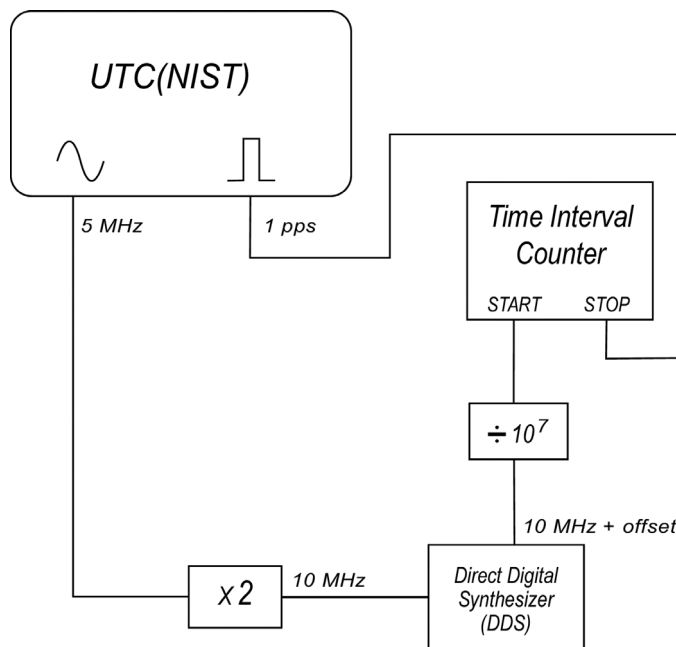 UTC(NIST)
5 MHz
1 pps
Time Interval
Counter
START STOP
÷10⁷
10 MHz + offset
X2
10 MHz
Direct Digital
Synthesizer
(DDS)